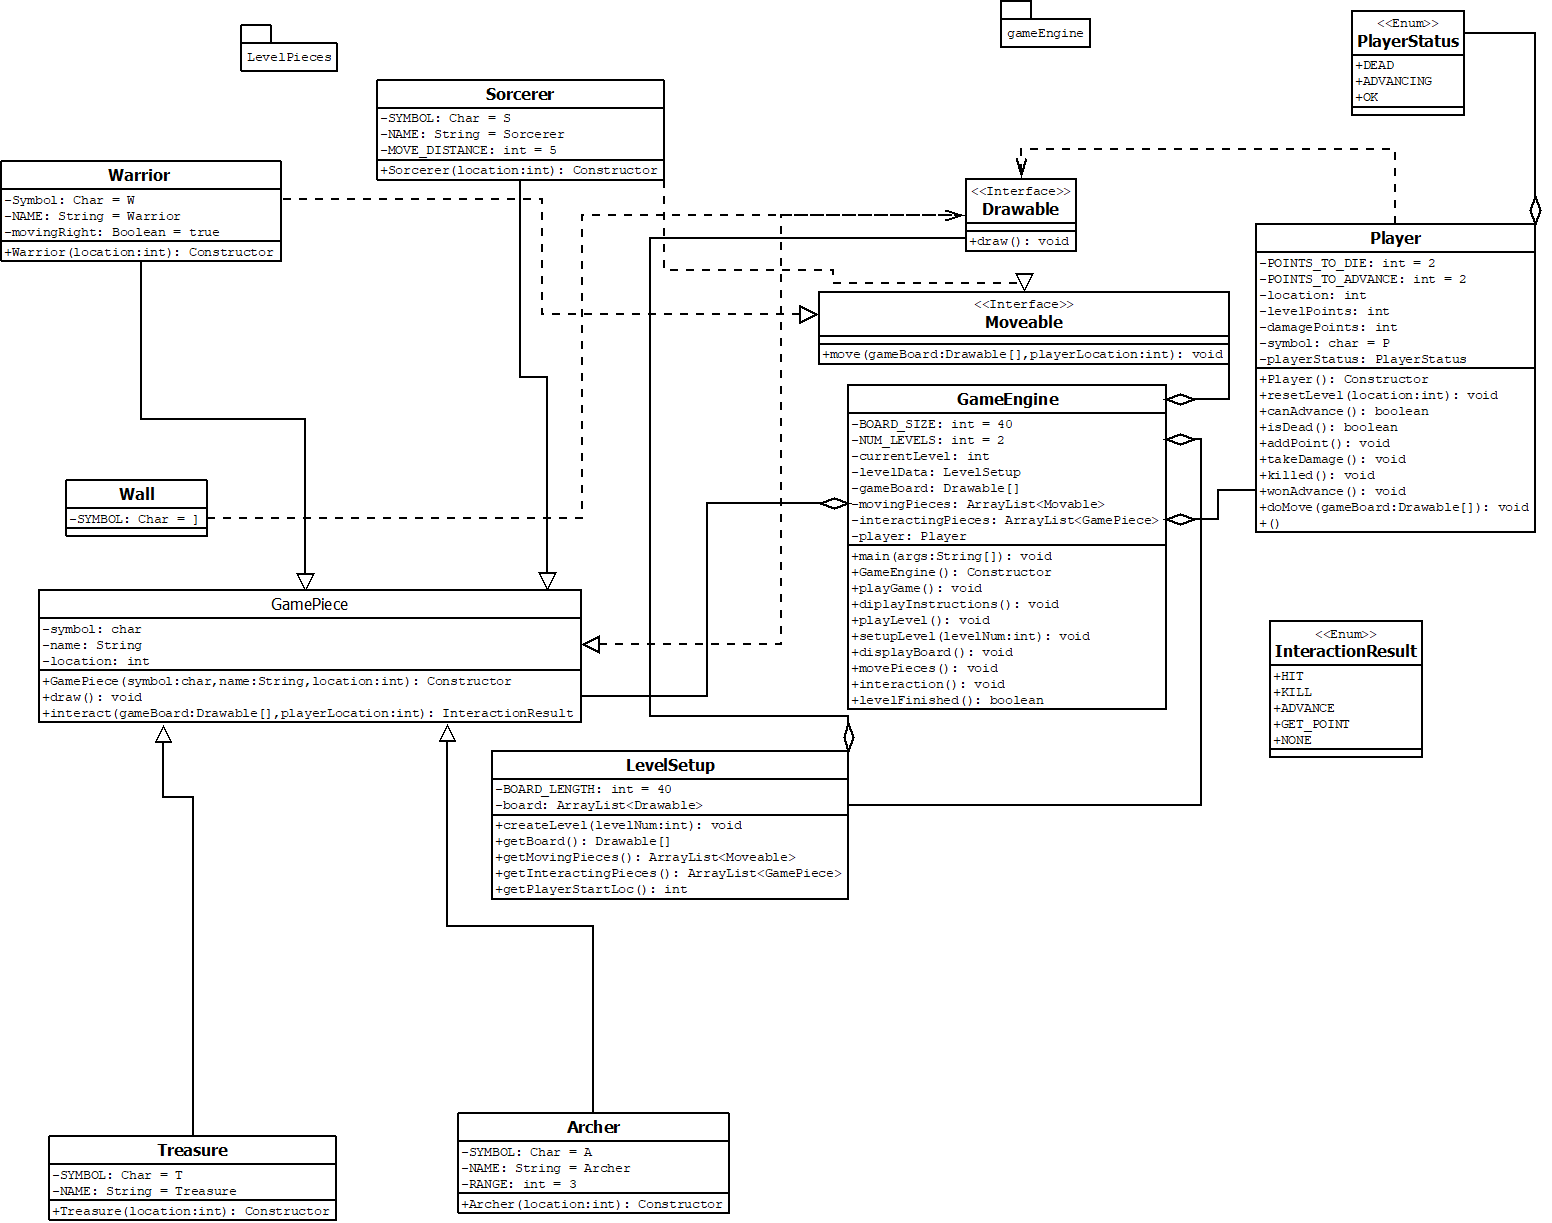 LevelPieces
gameEngine
<<Enum>>
PlayerStatus
+DEAD
+ADVANCING
+OK
Sorcerer
-SYMBOL: Char = S
-NAME: String = Sorcerer
-MOVE_DISTANCE: int = 5
+Sorcerer(location:int): Constructor
Warrior
-Symbol: Char = W
-NAME: String = Warrior
-movingRight: Boolean = true
+Warrior(location:int): Constructor
<<Interface>>
Drawable
+draw(): void
<<Interface>>
Moveable
+move(gameBoard:Drawable[],playerLocation:int): void
Player
-POINTS_TO_DIE: int = 2
-POINTS_TO_ADVANCE: int = 2
-location: int
-levelPoints: int
-damagePoints: int
-symbol: char = P
-playerStatus: PlayerStatus
+Player(): Constructor
+resetLevel(location:int): void
+canAdvance(): boolean
+isDead(): boolean
+addPoint(): void
+takeDamage(): void
+killed(): void
+wonAdvance(): void
+doMove(gameBoard:Drawable[]): void
+()
GameEngine
-BOARD_SIZE: int = 40
-NUM_LEVELS: int = 2
-currentLevel: int
-levelData: LevelSetup
-gameBoard: Drawable[]
-movingPieces: ArrayList<Movable>
-interactingPieces: ArrayList<GamePiece>
-player: Player
+main(args:String[]): void
+GameEngine(): Constructor
+playGame(): void
+diplayInstructions(): void
+playLevel(): void
+setupLevel(levelNum:int): void
+displayBoard(): void
+movePieces(): void
+interaction(): void
+levelFinished(): boolean
Wall
-SYMBOL: Char = ]
GamePiece
-symbol: char
-name: String
-location: int
+GamePiece(symbol:char,name:String,location:int): Constructor
+draw(): void
+interact(gameBoard:Drawable[],playerLocation:int): InteractionResult
<<Enum>>
InteractionResult
+HIT
+KILL
+ADVANCE
+GET_POINT
+NONE
LevelSetup
-BOARD_LENGTH: int = 40
-board: ArrayList<Drawable>
+createLevel(levelNum:int): void
+getBoard(): Drawable[]
+getMovingPieces(): ArrayList<Moveable>
+getInteractingPieces(): ArrayList<GamePiece>
+getPlayerStartLoc(): int
Treasure
-SYMBOL: Char = T
-NAME: String = Treasure
+Treasure(location:int): Constructor
Archer
-SYMBOL: Char = A
-NAME: String = Archer
-RANGE: int = 3
+Archer(location:int): Constructor